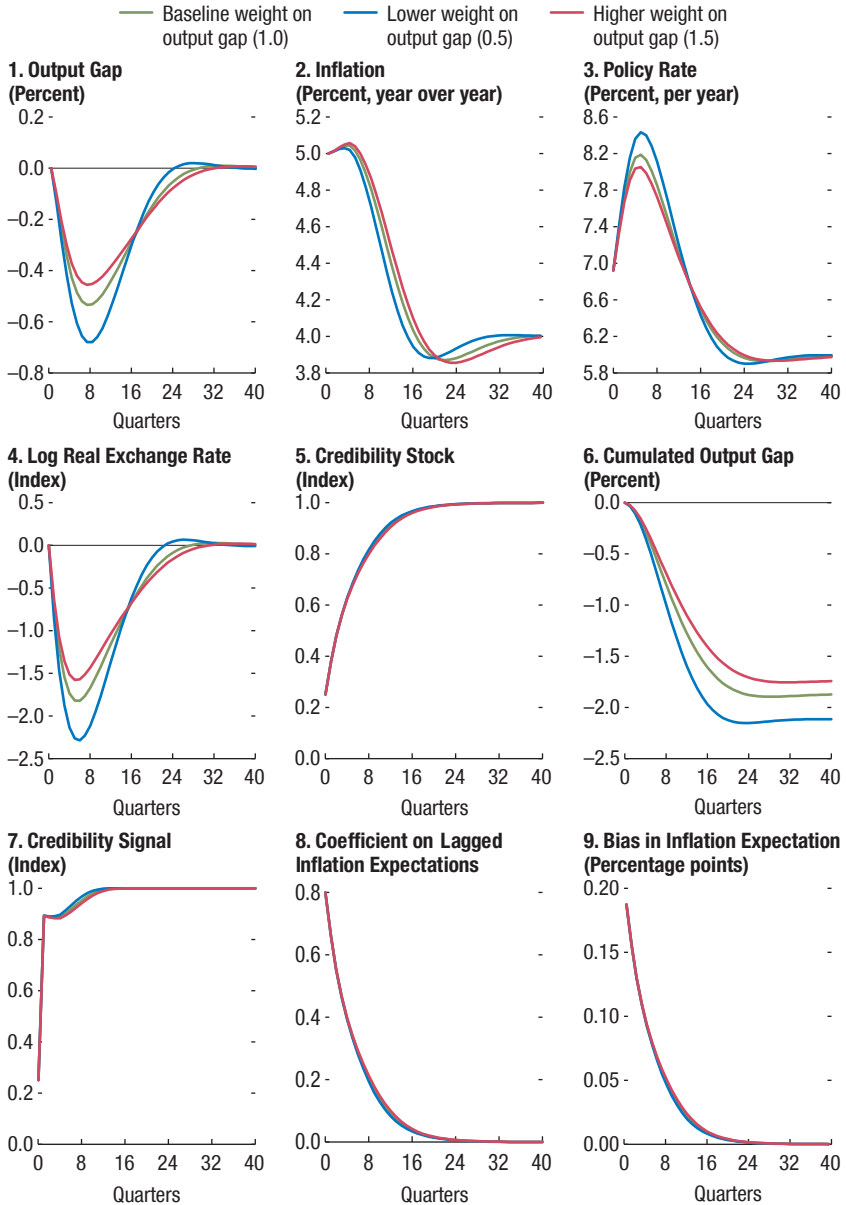 Baseline weight on output gap (1.0)
Lower weight on output gap (0.5)
Higher weight on output gap (1.5)
1. Output Gap
(Percent)
0.2
0.0
–0.2
–0.4
–0.6
–0.8
0 8 16 24 32 40
Quarters
2. Inflation
(Percent, year over year)
5.2
5.0
4.8
4.6
4.4
4.2
4.0
3.8
0 8 16 24 32 40
Quarters
3. Policy Rate
(Percent, per year)
8.6
8.2
7.8
7.4
7.0
6.6
6.2
5.8
0 8 16 24 32 40
Quarters
4. Log Real Exchange Rate
(Index)
0.5
0.0
–0.5
–1.0
–1.5
–2.0
–2.5
0 8 16 24 32 40
Quarters
5. Credibility Stock
(Index)
1.0
0.8
0.6
0.4
0.2
0.0
0 8 16 24 32 40
Quarters
6. Cumulated Output Gap
(Percent)
0.0
–0.5
–1.0
–1.5
–2.0
–2.5
0 8 16 24 32 40
Quarters
7. Credibility Signal
(Index)
1.0
0.8
0.6
0.4
0.2
0.0
0 8 16 24 32 40
Quarters
8. Coefficient on Lagged
Inflation Expectations
0.8
0.6
0.4
0.2
0.0
0 8 16 24 32 40
Quarters
9. Bias in Inflation Expectation
(Percentage points)
0.20
0.15
0.10
0.05
0.00
0 8 16 24 32 40
Quarters